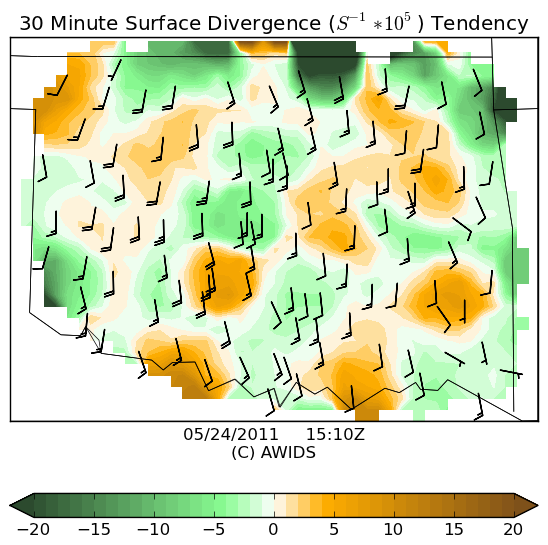 30 Minute Surface Divergence (S⁻¹ ∗10⁵ ) Tendency
05/24/2011 15:10Z
(C) AWIDS
−20 −15 −10 −5 0 5 10 15 20